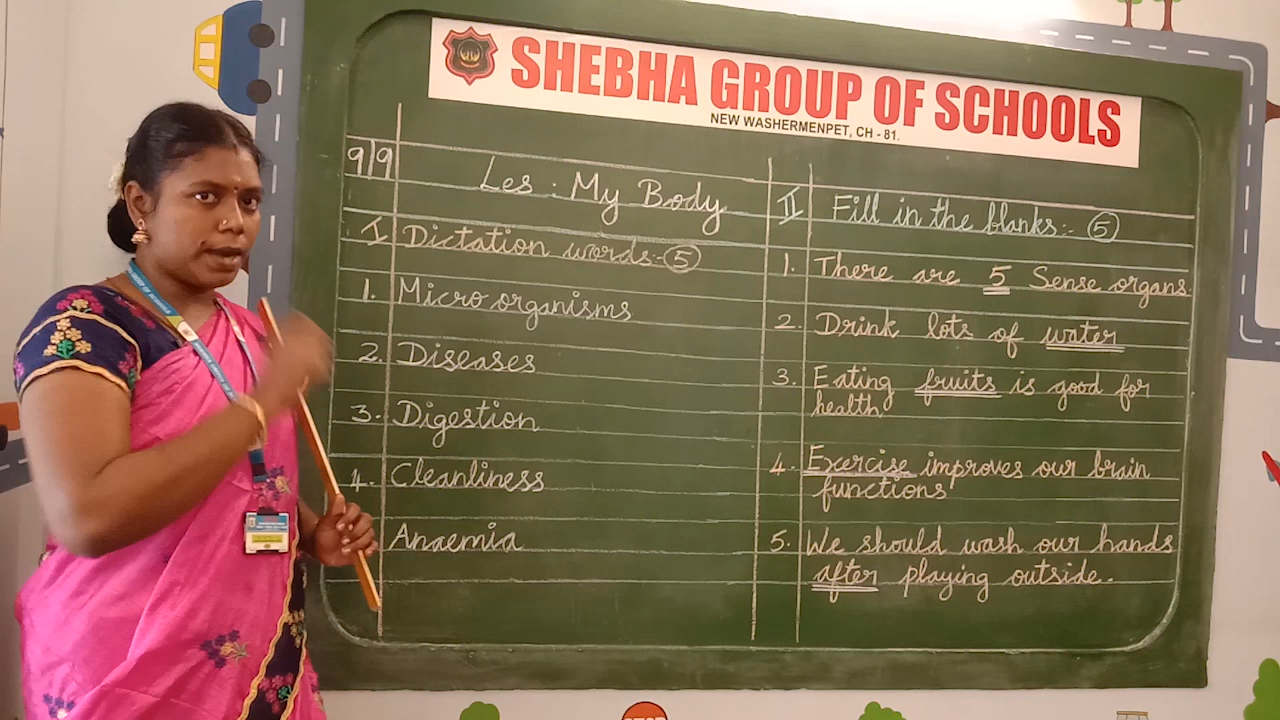 SHEBHA GROUP OF SCHOOLS
NEW WASHERMENPET, CH - 81.
9/9
Les : My Body
I Dictation words:- 5
1. Micro organisms
2. Diseases
3. Digestion
4. Cleanliness
Anaemia
II Fill in the blanks:- 5
1. There are 5 Sense organs.
2. Drink lots of water
3. Eating fruits is good for
health
4. Exercise improves our brain
functions
5. We should wash our hands
after playing outside.